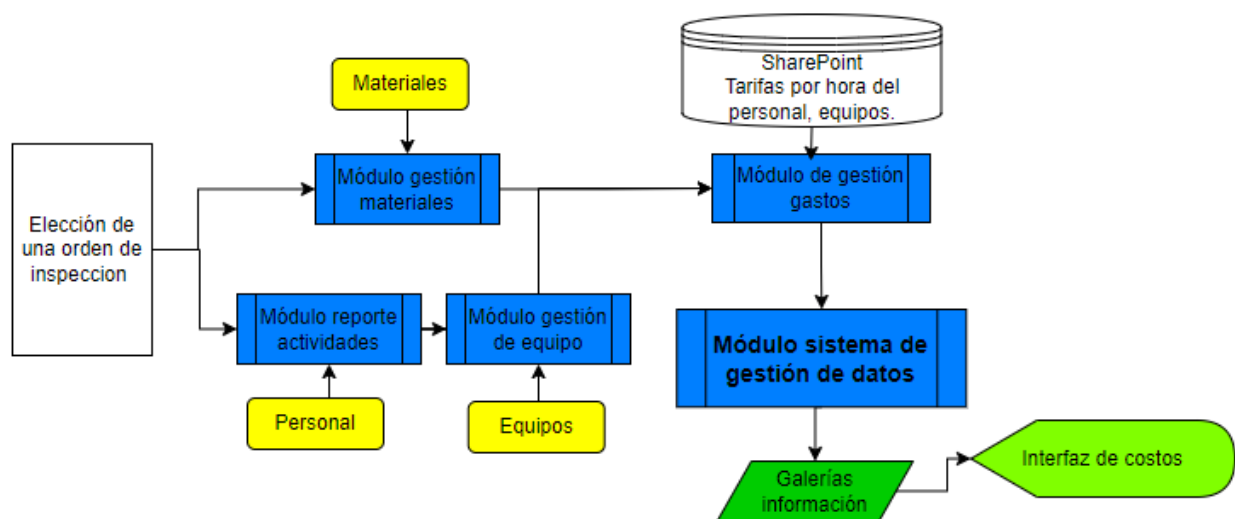 SharePoint
Tarifas por hora del
personal, equipos.
Materiales
Módulo gestión
materiales
Módulo de gestión
gastos
Elección de
una orden de
inspeccion
Módulo reporte
actividades
Módulo gestión
de equipo
Módulo sistema de
gestión de datos
Personal
Equipos
Galerías
información
Interfaz de costos